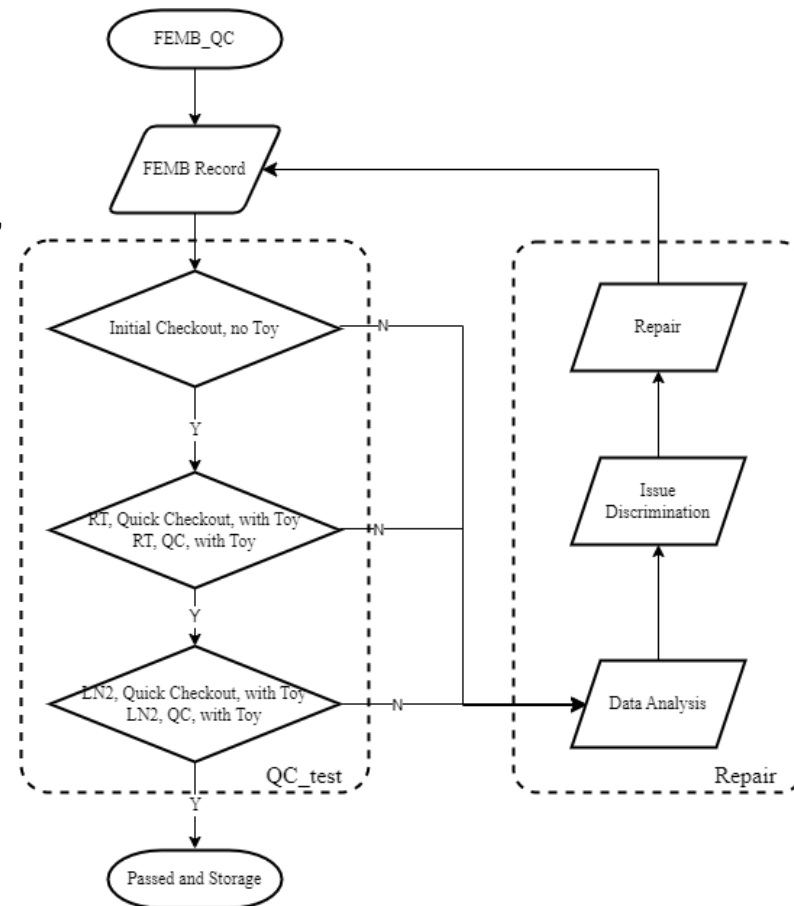 FEMB_QC
FEMB Record
Initial Checkout, no Toy
N
Y
RT, Quick Checkout, with Toy
RT, QC, with Toy
N
Y
LN2, Quick Checkout, with Toy
LN2, QC, with Toy
N
QC_test
Y
Passed and Storage
Repair
Issue
Discrimination
Data Analysis
Repair